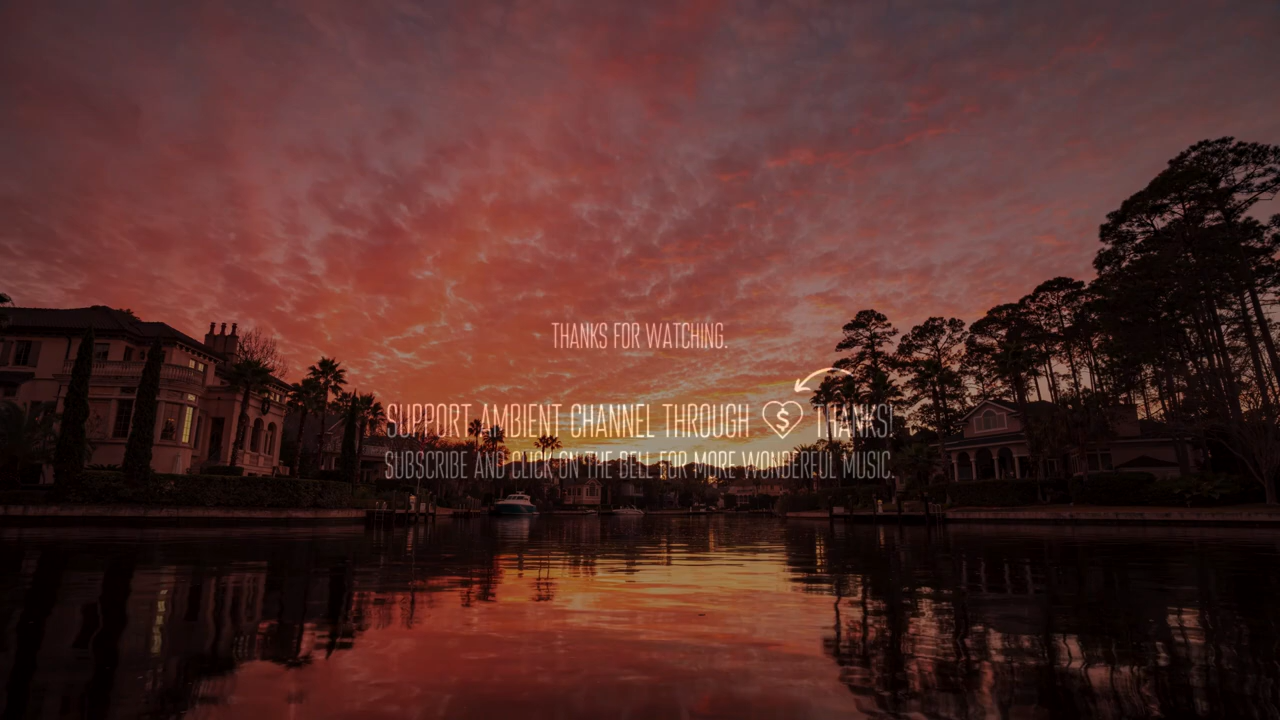 THANKS FOR WATCHING.
SUPPORT AMBIENT CHANNEL THROUGH $ THANKS!
SUBSCRIBE AND CLICK ON THE BELL FOR MORE WONDERFUL MUSIC.